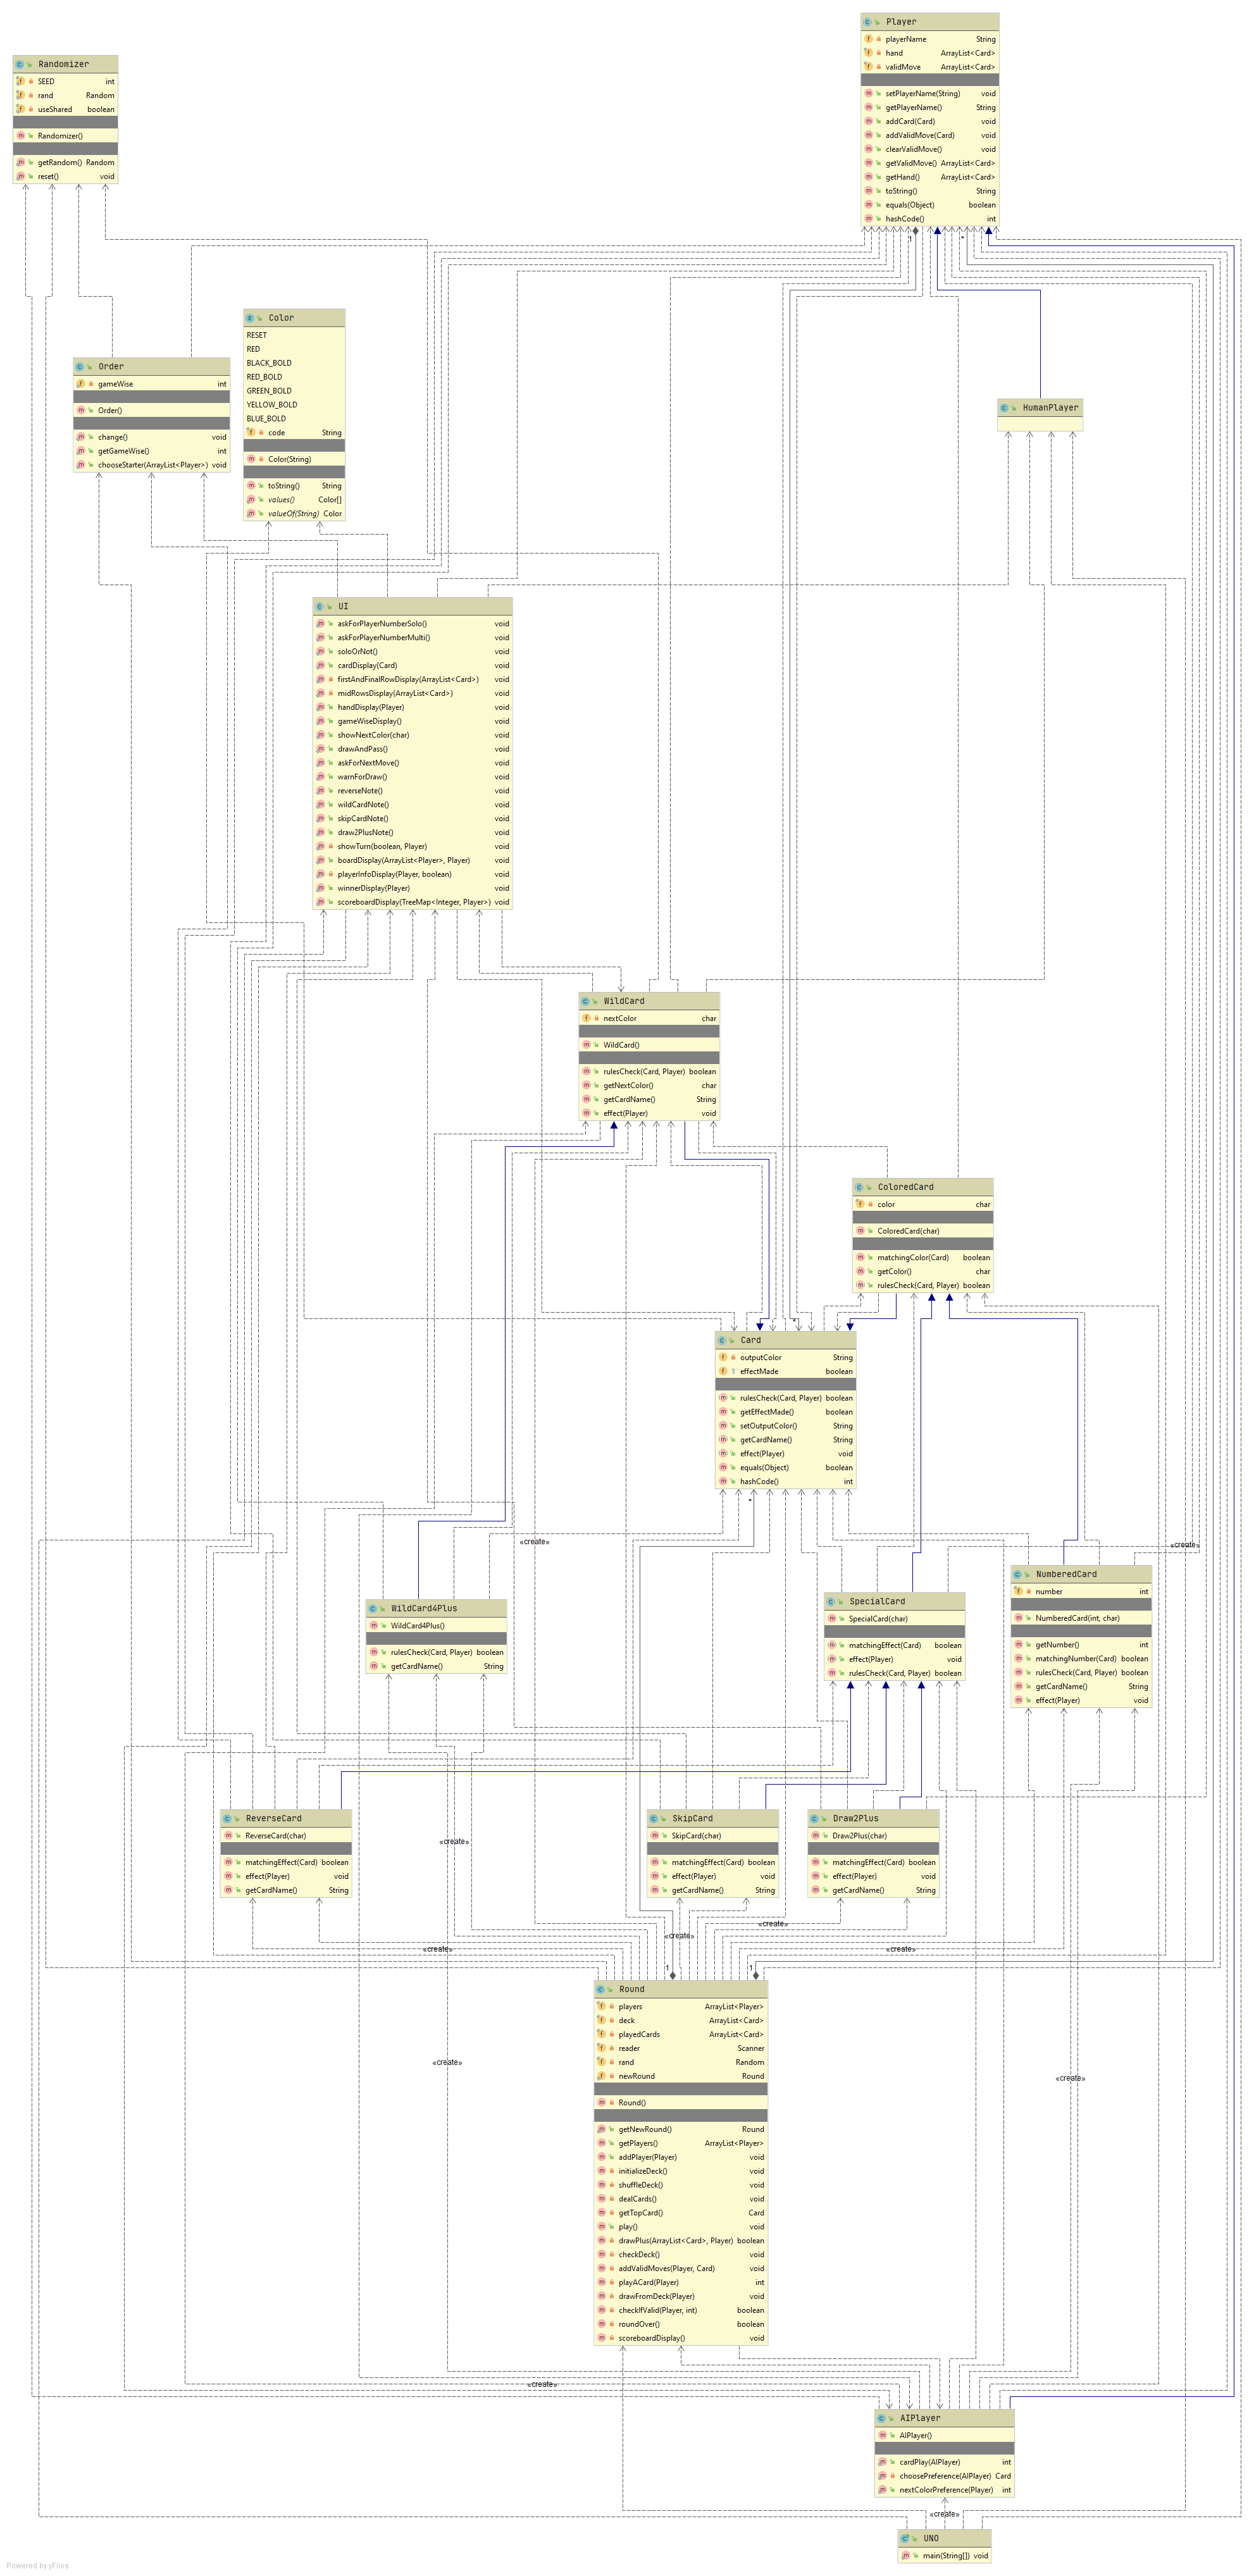 Player
playerName String
hand ArrayList<Card>
validMove ArrayList<Card>
setPlayerName(String) void
getPlayerName() String
addCard(Card) void
addValidMove(Card) void
clearValidMove() void
getValidMove() ArrayList<Card>
getHand() ArrayList<Card>
toString() String
equals(Object) boolean
hashCode() int
1
*
Randomizer
SEED int
rand Random
useShared boolean
Randomizer()
getRandom() Random
reset() void
Color
RESET
RED
BLACK_BOLD
RED_BOLD
GREEN_BOLD
YELLOW_BOLD
BLUE_BOLD
code String
Color(String)
toString() String
values() Color[]
valueOf(String) Color
Order
gameWise int
Order()
change() void
getGameWise() int
chooseStarter(ArrayList<Player>) void
HumanPlayer
UI
askForPlayerNumberSolo() void
askForPlayerNumberMulti() void
soloOrNot() void
cardDisplay(Card) void
firstAndFinalRowDisplay(ArrayList<Card>) void
midRowsDisplay(ArrayList<Card>) void
handDisplay(Player) void
gameWiseDisplay() void
showNextColor(char) void
drawAndPass() void
askForNextMove() void
warnForDraw() void
reverseNote() void
wildCardNote() void
skipCardNote() void
draw2PlusNote() void
showTurn(boolean, Player) void
boardDisplay(ArrayList<Player>, Player) void
playerInfoDisplay(Player, boolean) void
winnerDisplay(Player) void
scoreboardDisplay(TreeMap<Integer, Player>) void
WildCard
nextColor char
WildCard()
rulesCheck(Card, Player) boolean
getNextColor() char
getCardName() String
effect(Player) void
ColoredCard
color char
ColoredCard(char)
matchingColor(Card) boolean
getColor() char
rulesCheck(Card, Player) boolean
*
Card
outputColor String
effectMade boolean
rulesCheck(Card, Player) boolean
getEffectMade() boolean
setOutputColor() String
getCardName() String
effect(Player) void
equals(Object) boolean
hashCode() int
*
«create»
«create»
NumberedCard
number int
NumberedCard(int, char)
getNumber() int
matchingNumber(Card) boolean
rulesCheck(Card, Player) boolean
getCardName() String
effect(Player) void
SpecialCard
SpecialCard(char)
matchingEffect(Card) boolean
effect(Player) void
rulesCheck(Card, Player) boolean
WildCard4Plus
WildCard4Plus()
rulesCheck(Card, Player) boolean
getCardName() String
ReverseCard
ReverseCard(char)
matchingEffect(Card) boolean
effect(Player) void
getCardName() String
«create»
SkipCard
SkipCard(char)
matchingEffect(Card) boolean
effect(Player) void
getCardName() String
Draw2Plus
Draw2Plus(char)
matchingEffect(Card) boolean
effect(Player) void
getCardName() String
«create»
«create»
«create»
«create»
1
1
Round
players ArrayList<Player>
deck ArrayList<Card>
playedCards ArrayList<Card>
reader Scanner
rand Random
newRound Round
Round()
getNewRound() Round
getPlayers() ArrayList<Player>
addPlayer(Player) void
initializeDeck() void
shuffleDeck() void
dealCards() void
getTopCard() Card
play() void
drawPlus(ArrayList<Card>, Player) boolean
checkDeck() void
addValidMoves(Player, Card) void
playACard(Player) int
drawFromDeck(Player) void
checkIfValid(Player, int) boolean
roundOver() boolean
scoreboardDisplay() void
«create»
«create»
«create»
AIPlayer
AIPlayer()
cardPlay(AIPlayer) int
choosePreference(AIPlayer) Card
nextColorPreference(Player) int
«create»
UNO
main(String[]) void
Powered by yFiles